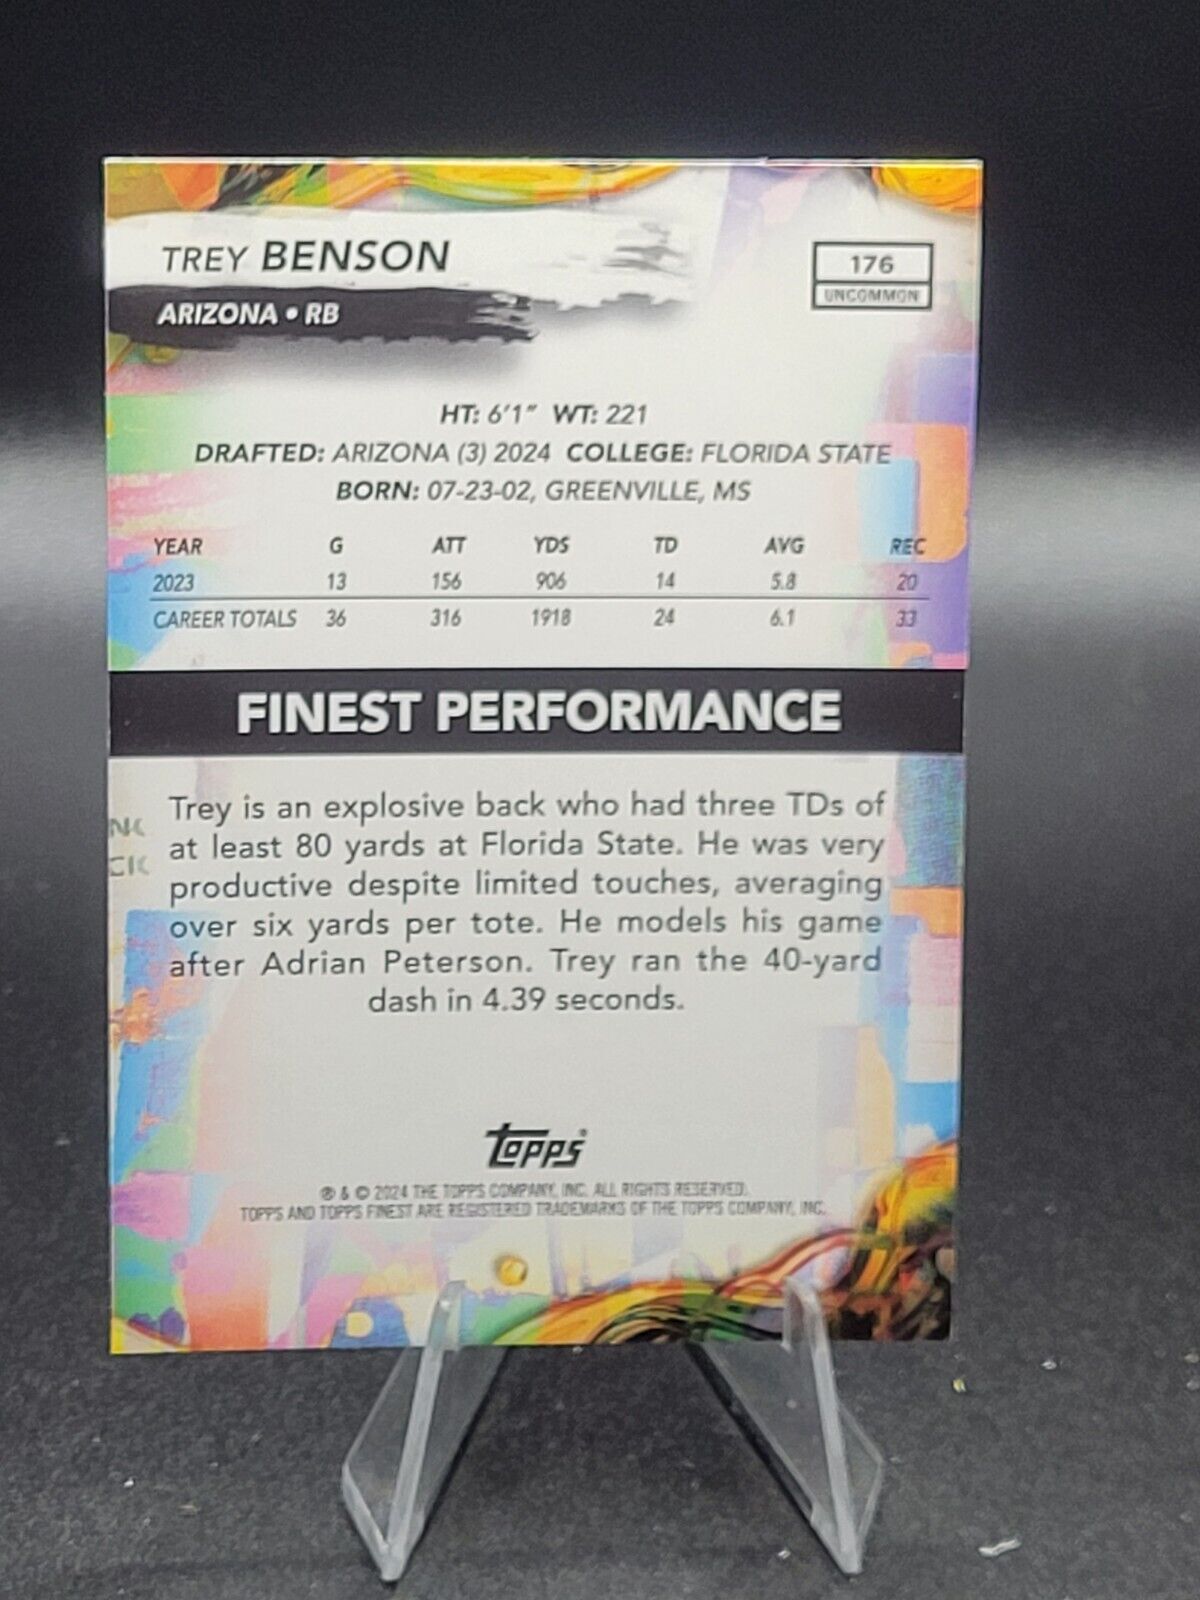 TREY BENSON
176
UNCOMMON
ARIZONA • RB
HT: 6'1" WT: 221
DRAFTED: ARIZONA (3) 2024 COLLEGE: FLORIDA STATE
BORN: 07-23-02, GREENVILLE, MS
YEAR G ATT YDS TD AVG REC
2023 13 156 906 14 5.8 20
CAREER TOTALS 36 316 1918 24 6.1 33
FINEST PERFORMANCE
Trey is an explosive back who had three TDs of
at least 80 yards at Florida State. He was very
productive despite limited touches, averaging
over six yards per tote. He models his game
after Adrian Peterson. Trey ran the 40-yard
dash in 4.39 seconds.
TOPPS®
® & © 2024 THE TOPPS COMPANY, INC. ALL RIGHTS RESERVED.
TOPPS AND TOPPS FINEST ARE REGISTERED TRADEMARKS OF THE TOPPS COMPANY, INC.